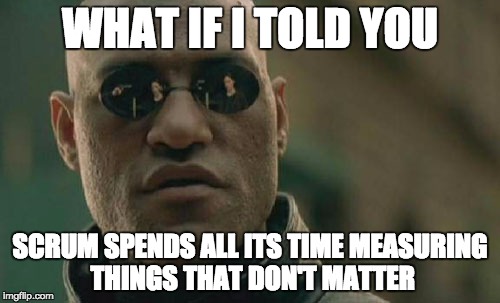 WHAT IF I TOLD YOU
SCRUM SPENDS ALL ITS TIME MEASURING
THINGS THAT DON'T MATTER
imgflip.com